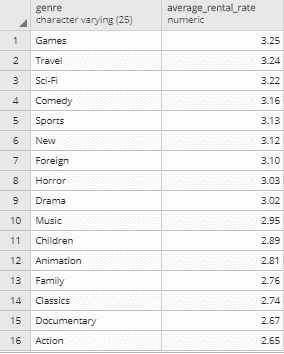 genre average_rental_rate
character varying (25) numeric
1 Games 3.25
2 Travel 3.24
3 Sci-Fi 3.22
4 Comedy 3.16
5 Sports 3.13
6 New 3.12
7 Foreign 3.10
8 Horror 3.03
9 Drama 3.02
10 Music 2.95
11 Children 2.89
12 Animation 2.81
13 Family 2.76
14 Classics 2.74
15 Documentary 2.67
16 Action 2.65